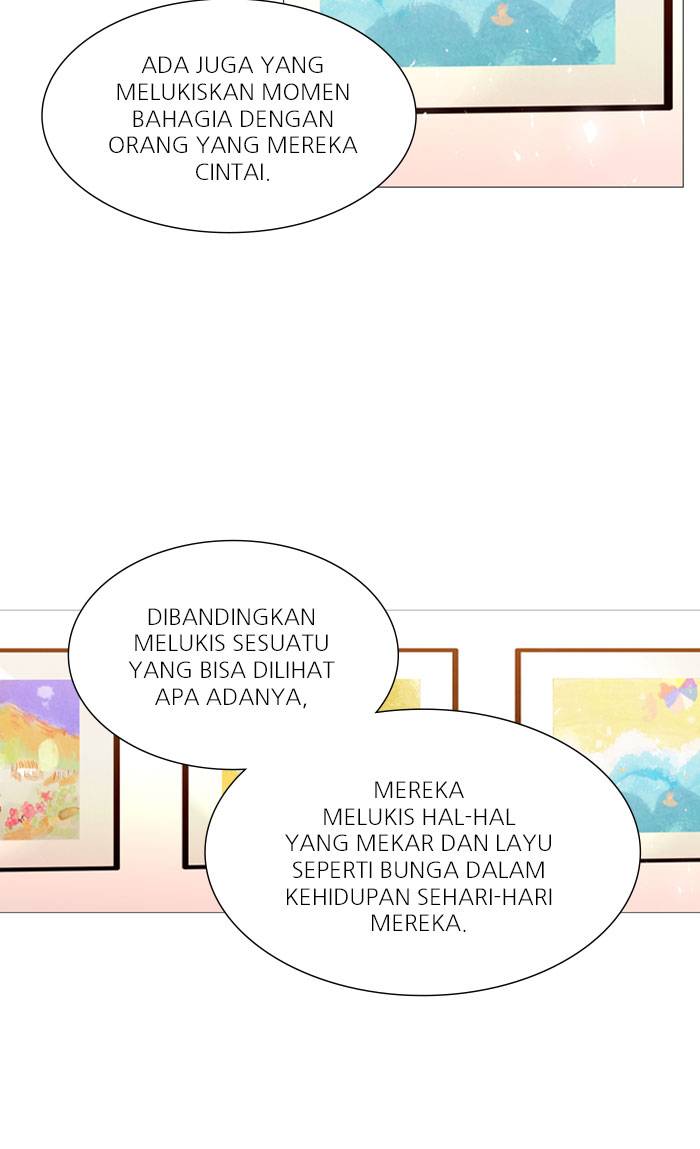 ADA JUGA YANG
MELUKISKAN MOMEN
BAHAGIA DENGAN
ORANG YANG MEREKA
CINTAI.
DIBANDINGKAN
MELUKIS SESUATU
YANG BISA DILIHAT
APA ADANYA,
MEREKA
MELUKIS HAL-HAL
YANG MEKAR DAN LAYU
SEPERTI BUNGA DALAM
KEHIDUPAN SEHARI-HARI
MEREKA.